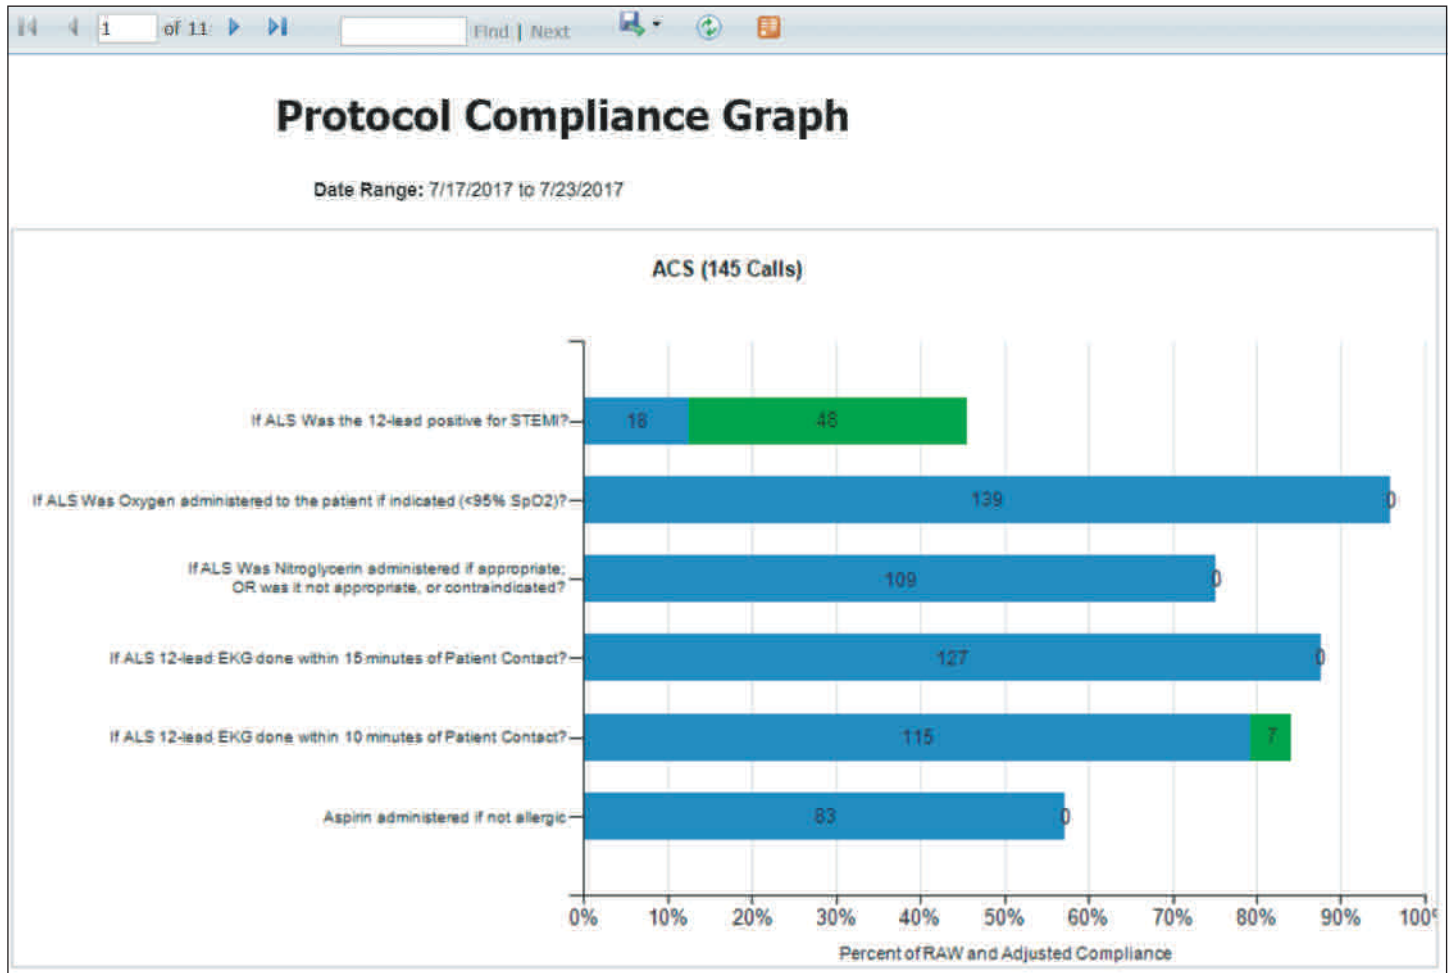 1 of 11 Find | Next
Protocol Compliance Graph
Date Range: 7/17/2017 to 7/23/2017
ACS (145 Calls)
If ALS Was the 12-lead positive for STEMI? 18 48
If ALS Was Oxygen administered to the patient if indicated (<95% SpO2)? 139 0
If ALS Was Nitroglycerin administered if appropriate;
OR was it not appropriate, or contraindicated? 109 0
If ALS 12-lead EKG done within 15 minutes of Patient Contact? 127 0
If ALS 12-lead EKG done within 10 minutes of Patient Contact? 115 7
Aspirin administered if not allergic 83 0
0% 10% 20% 30% 40% 50% 60% 70% 80% 90% 100%
Percent of RAW and Adjusted Compliance